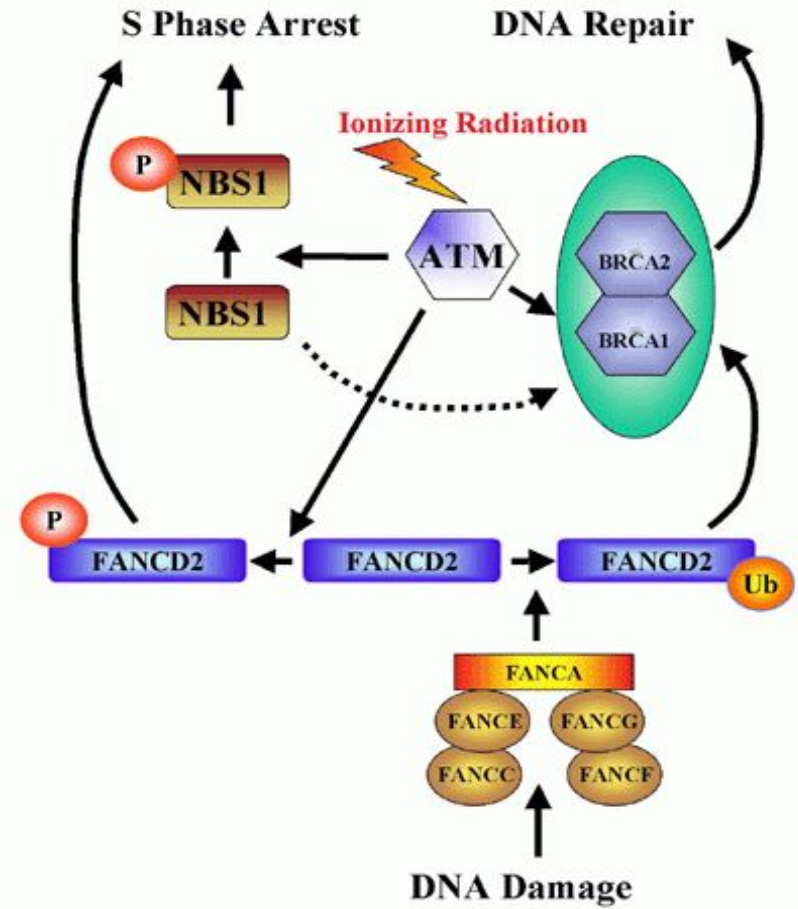 S Phase Arrest
DNA Repair
Ionizing Radiation
P
NBS1
ATM
BRCA2
NBS1
BRCA1
P
FANCD2
FANCD2
FANCD2
Ub
FANCA
FANCE
FANCG
FANCC
FANCF
DNA Damage